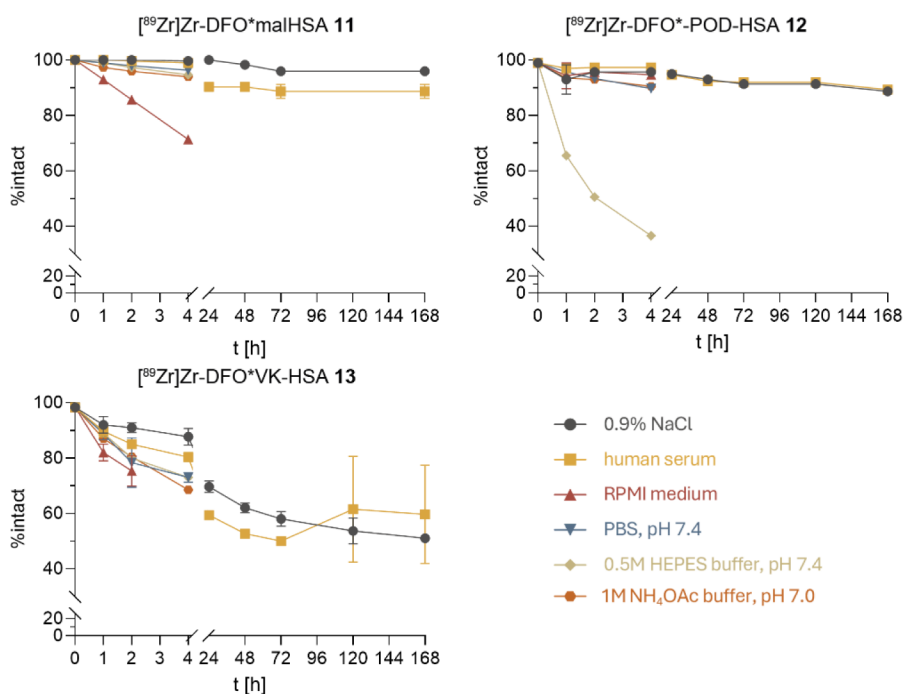 [⁸⁹Zr]Zr-DFO*malHSA 11
100
80
60
40
20
0
%intact
0 1 2 3 4 24 48 72 96 120 144 168
t [h]
[⁸⁹Zr]Zr-DFO*-POD-HSA 12
100
80
60
40
20
0
%intact
0 1 2 3 4 24 48 72 96 120 144 168
t [h]
[⁸⁹Zr]Zr-DFO*VK-HSA 13
100
80
60
40
20
0
%intact
0 1 2 3 4 24 48 72 96 120 144 168
t [h]
0.9% NaCl
human serum
RPMI medium
PBS, pH 7.4
0.5M HEPES buffer, pH 7.4
1M NH₄OAc buffer, pH 7.0